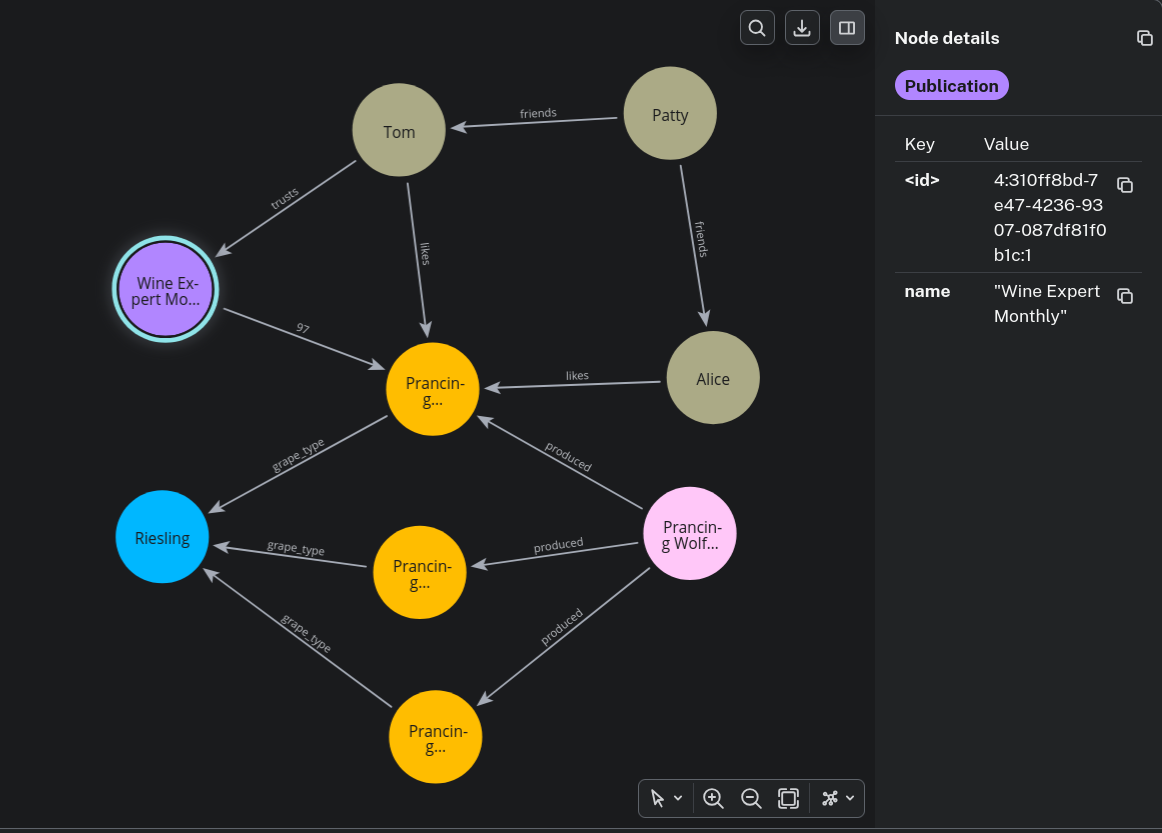 Tom
friends
Patty
trusts
likes
friends
Wine Ex-
pert Mo...
97
Prancin-
g...
likes
Alice
grape_type
produced
Riesling
grape_type
Prancin-
g...
produced
Prancin-
g Wolf...
grape_type
produced
Prancin-
g...
Node details
Publication
Key Value
<id> 4:310ff8bd-7
e47-4236-93
07-087df81f0
b1c:1
name "Wine Expert
Monthly"